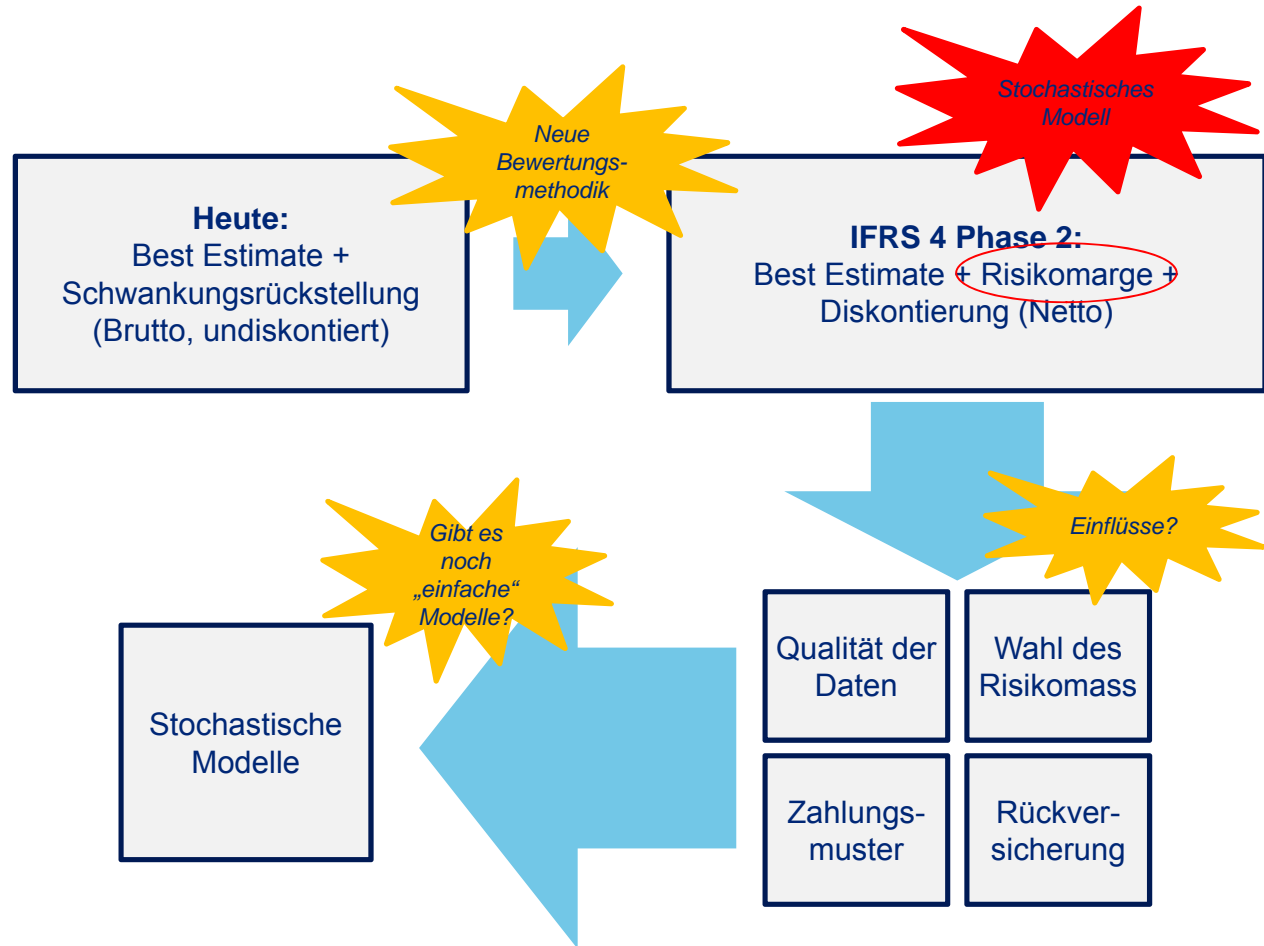 Stochastisches
Modell
Neue
Bewertungs-
methodik
Heute:
Best Estimate +
Schwankungsrückstellung
(Brutto, undiskontiert)
IFRS 4 Phase 2:
Best Estimate + Risikomarge +
Diskontierung (Netto)
Einflüsse?
Gibt es
noch
„einfache“
Modelle?
Qualität der
Daten
Wahl des
Risikomass
Stochastische
Modelle
Zahlungs-
muster
Rückver-
sicherung